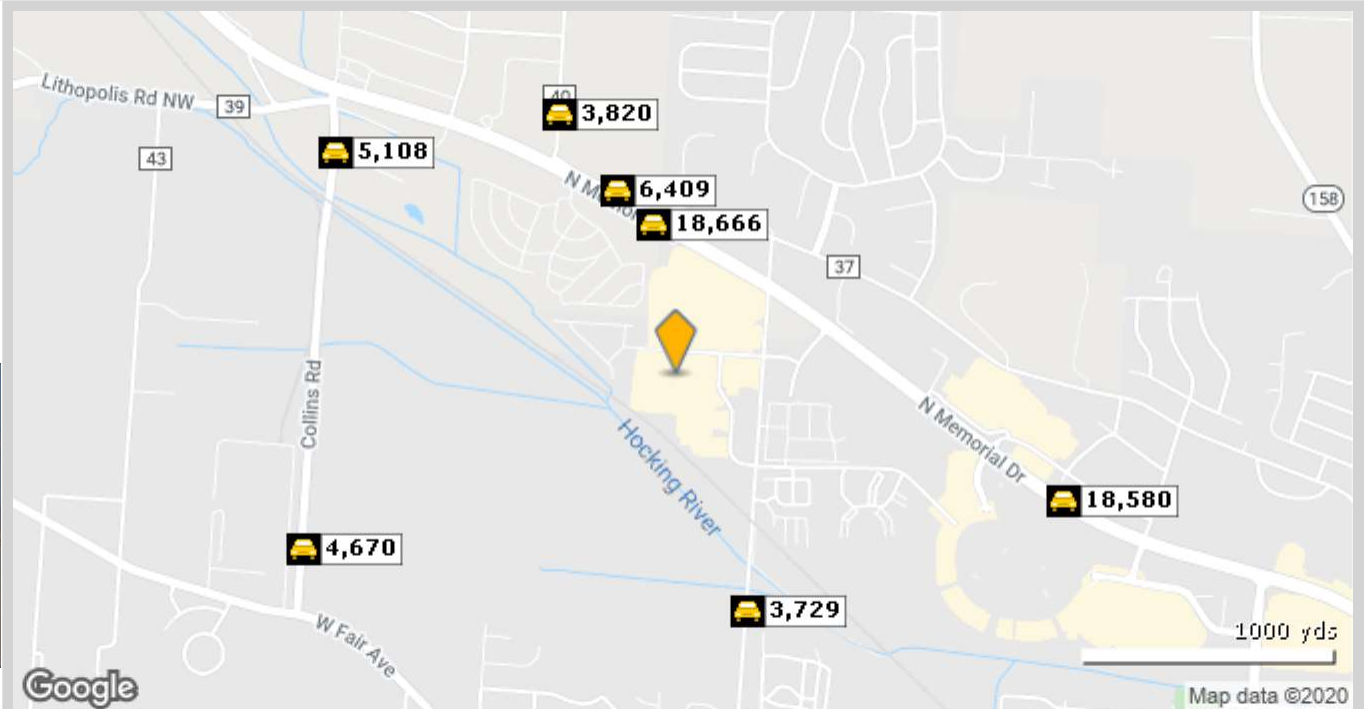 Lithopolis Rd NW
39
40
3,820
43
5,108
N Memor
6,409
158
18,666
37
Collins Rd
N Memorial Dr
Hocking River
18,580
4,670
3,729
W Fair Ave
1000 yds
Google
Map data ©2020